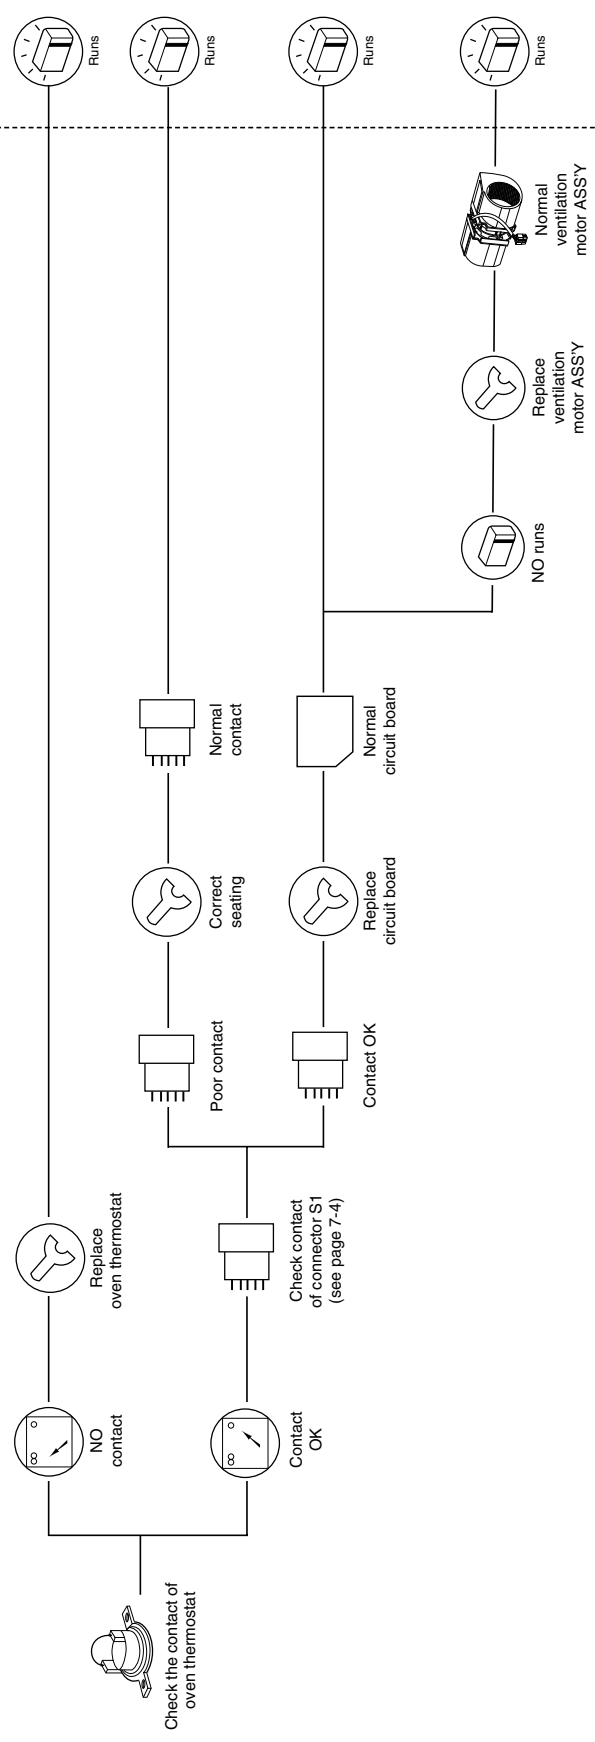 Check the contact of
oven thermostat
NO
contact
Replace
oven thermostat
Runs
Contact
OK
Check contact
of connector S1
(see page 7-4)
Poor contact
Correct
seating
Normal
contact
Runs
Contact OK
Replace
circuit board
Normal
circuit board
Runs
NO runs
Replace
ventilation
motor ASS'Y
Normal
ventilation
motor ASS'Y
Runs